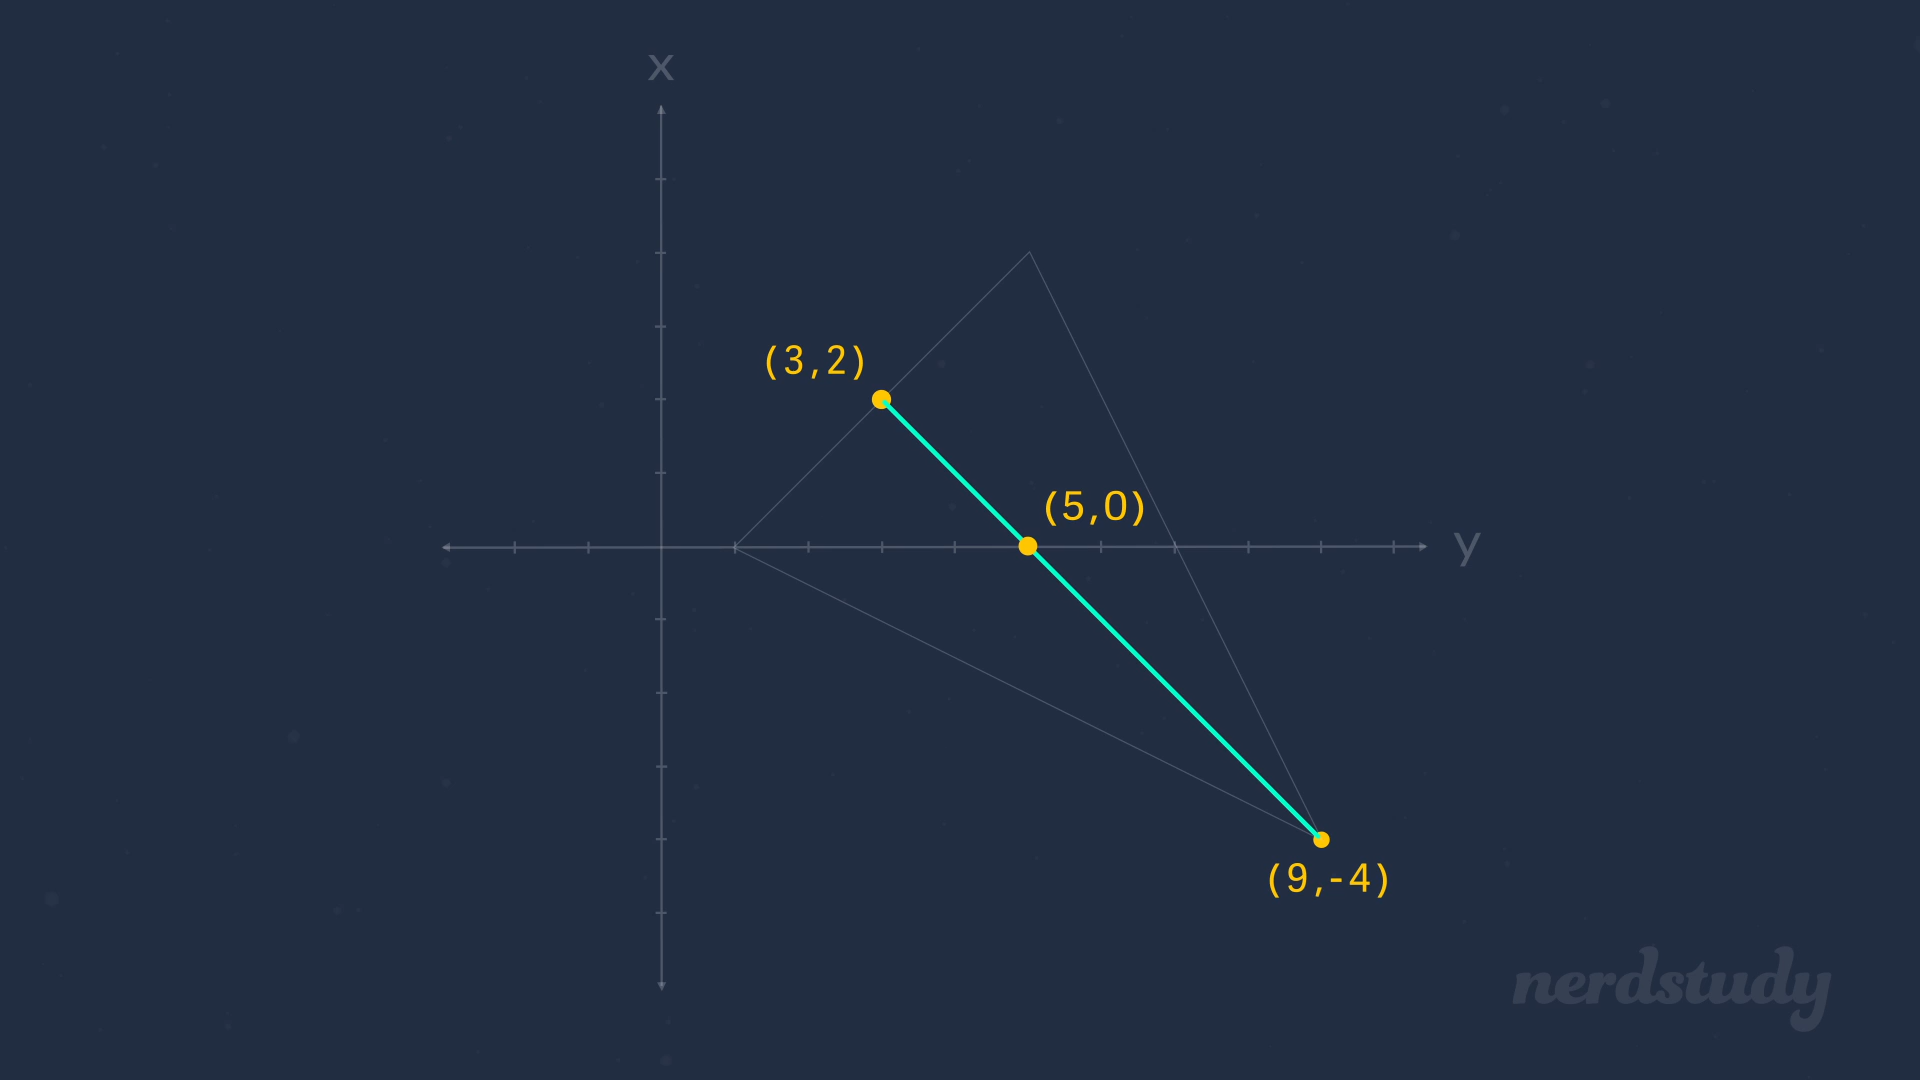 x
(3,2)
(5,0)
y
(9,-4)
nerdstudy